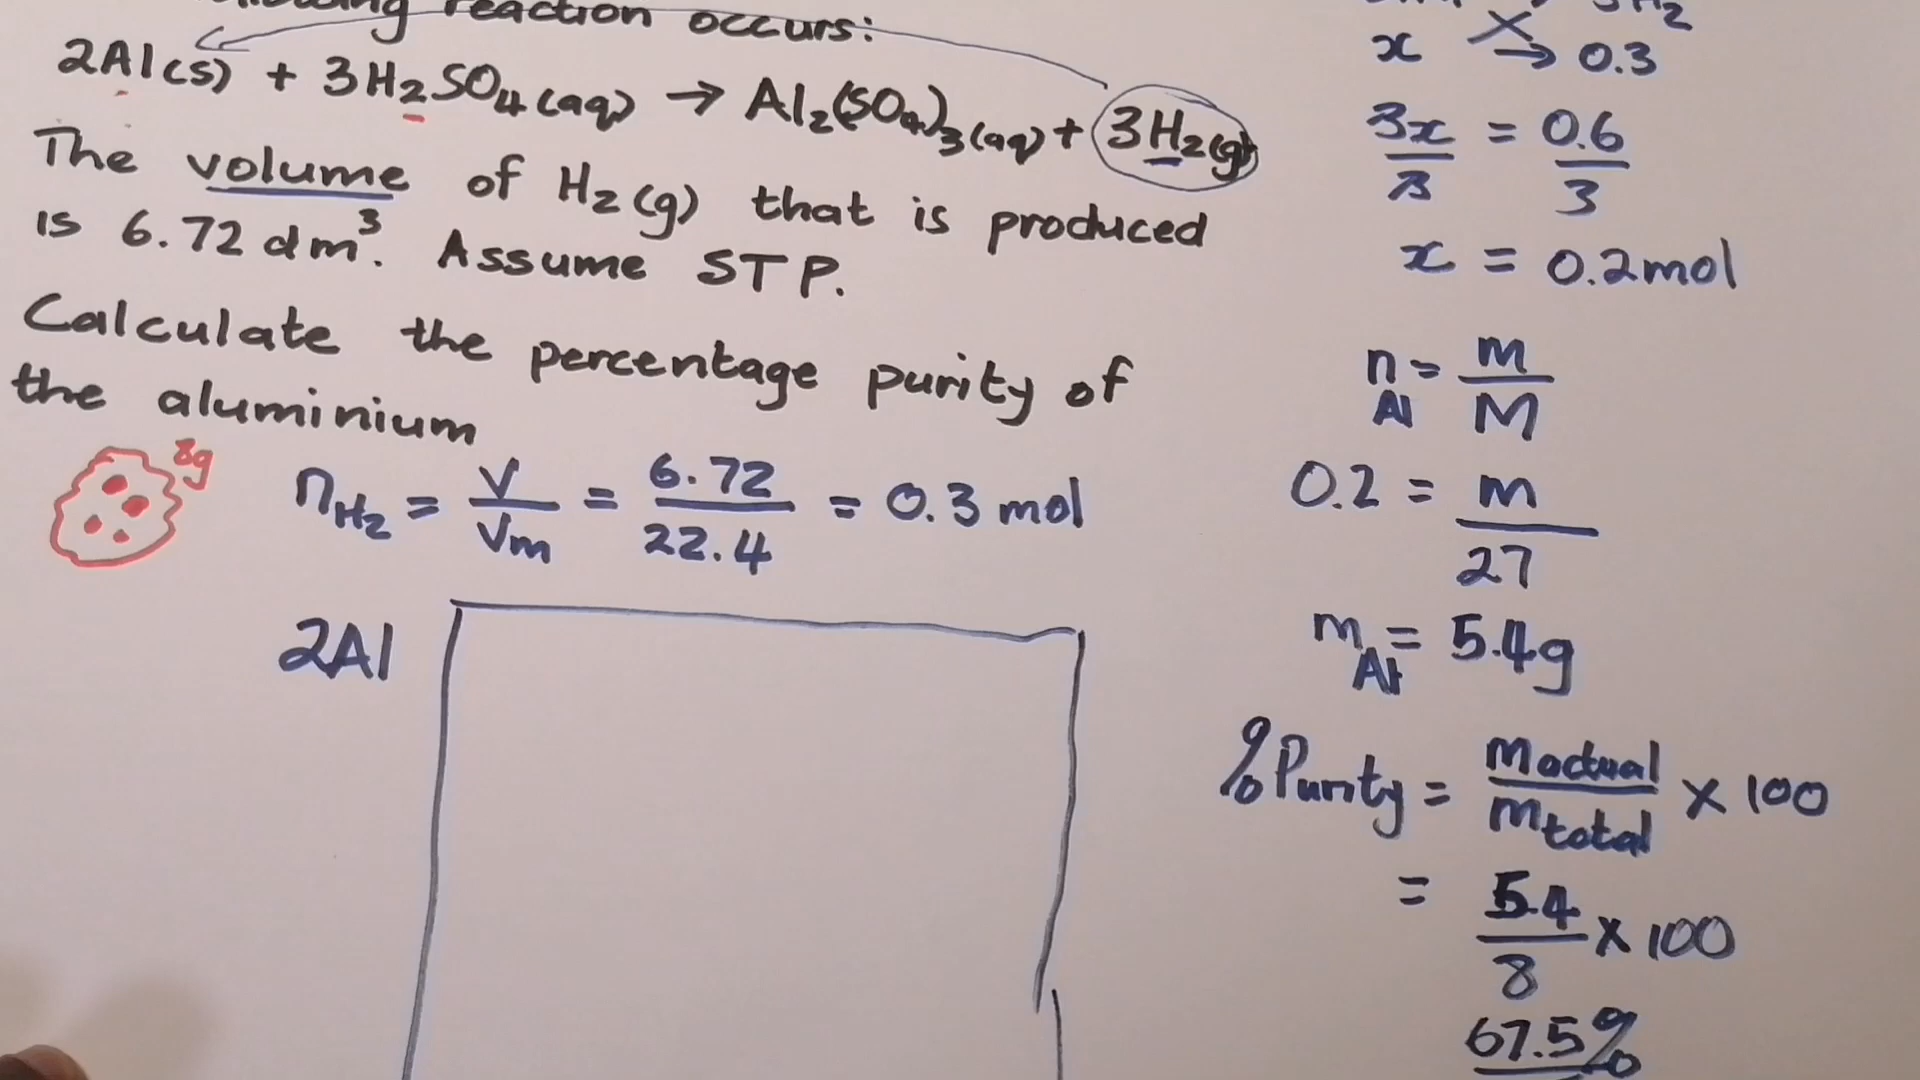 reaction occurs:
2Al(s) + 3H₂SO₄(aq) → Al₂(SO₄)₃(aq) + 3H₂(g)
The volume of H₂(g) that is produced
is 6.72 dm³. Assume STP.
Calculate the percentage purity of
the aluminium
8g
nH₂ = V/Vm = 6.72/22.4 = 0.3 mol
2Al
x → 0.3
3x/3 = 0.6/3
x = 0.2mol
nAl = m/M
0.2 = m/27
mAl = 5.4g
% Purity = mactual/mtotal × 100
= 5.4/8 × 100
67.5%